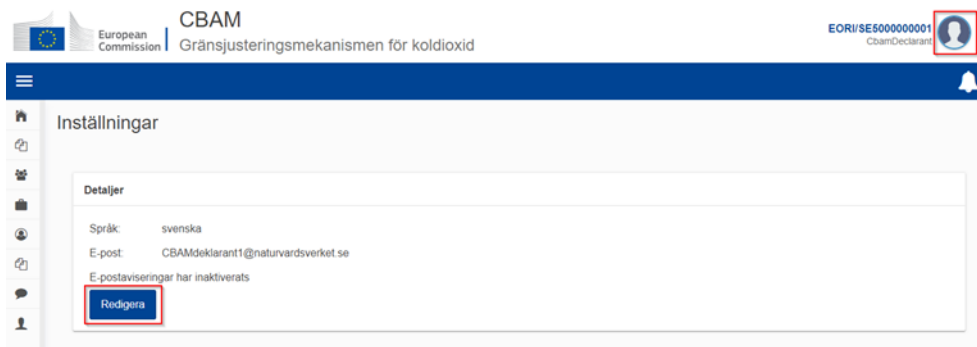 European
Commission
CBAM
Gränsjusteringsmekanismen för koldioxid
EORI/SE5000000001
CbamDeclarant
Inställningar
Detaljer
Språk: svenska
E-post: CBAMdeklarant1@naturvardsverket.se
E-postaviseringar har inaktiverats
Redigera